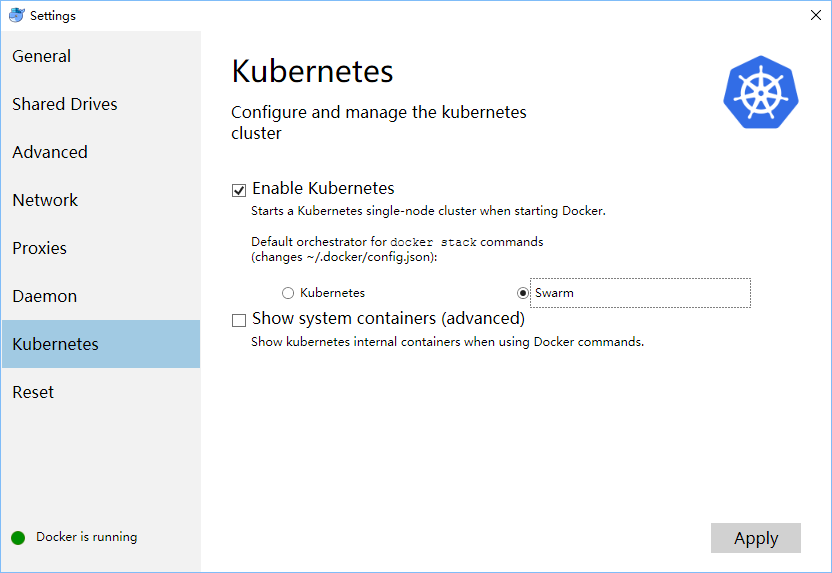 Settings
General
Shared Drives
Advanced
Network
Proxies
Daemon
Kubernetes
Reset
Docker is running
Kubernetes
Configure and manage the kubernetes
cluster
Enable Kubernetes
Starts a Kubernetes single-node cluster when starting Docker.
Default orchestrator for docker stack commands
(changes ~/.docker/config.json):
Kubernetes
Swarm
Show system containers (advanced)
Show kubernetes internal containers when using Docker commands.
Apply